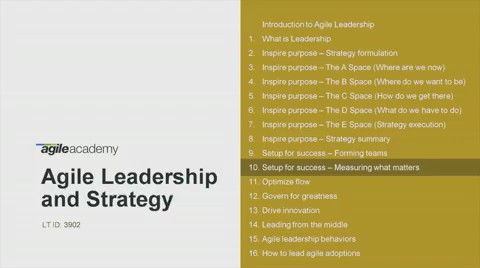 agileacademy
Agile Leadership
and Strategy
LT ID: 3902
Introduction to Agile Leadership
1. What is Leadership
2. Inspire purpose – Strategy formulation
3. Inspire purpose – The A Space (Where are we now)
4. Inspire purpose – The B Space (Where do we want to be)
5. Inspire purpose – The C Space (How do we get there)
6. Inspire purpose – The D Space (What do we have to do)
7. Inspire purpose – The E Space (Strategy execution)
8. Inspire purpose – Strategy summary
9. Setup for success – Forming teams
10. Setup for success – Measuring what matters
11. Optimize flow
12. Govern for greatness
13. Drive innovation
14. Leading from the middle
15. Agile leadership behaviors
16. How to lead agile adoptions